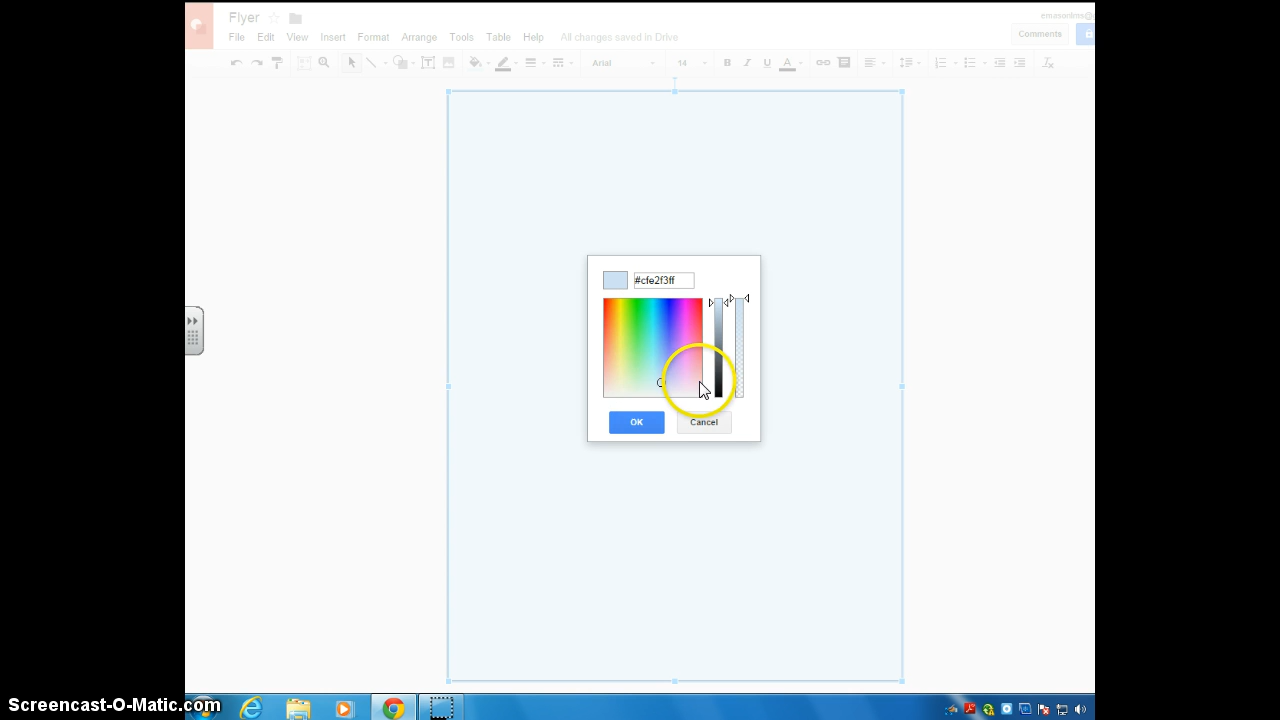 Flyer
emasontms@g
File Edit View Insert Format Arrange Tools Table Help All changes saved in Drive
Comments
Arial 14 B I U A
#cfe2f3ff
OK Cancel
Screencast-O-Matic.com